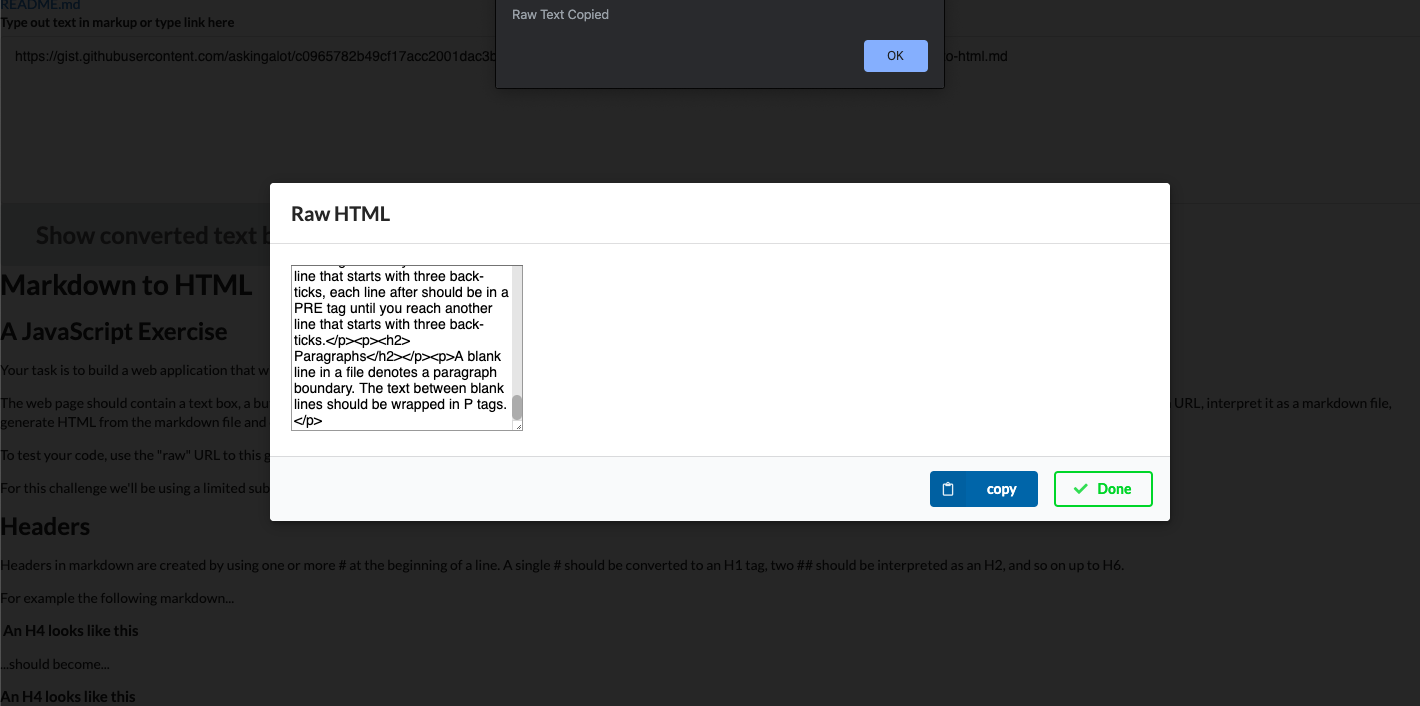 README.md
Raw Text Copied
Type out text in markup or type link here
OK
https://gist.githubusercontent.com/askingalot/c0965782b49cf17acc2001dac3b
o-html.md
Raw HTML
Show converted text b
line that starts with three back-
ticks, each line after should be in a
PRE tag until you reach another
line that starts with three back-
ticks.</p><p><h2>
Paragraphs</h2></p><p>A blank
line in a file denotes a paragraph
boundary. The text between blank
lines should be wrapped in P tags.
</p>
copy
Done
Markdown to HTML
A JavaScript Exercise
Your task is to build a web application that w
The web page should contain a text box, a bu
URL, interpret it as a markdown file,
generate HTML from the markdown file and
To test your code, use the "raw" URL to this g
For this challenge we'll be using a limited sub
Headers
Headers in markdown are created by using one or more # at the beginning of a line. A single # should be converted to an H1 tag, two ## should be interpreted as an H2, and so on up to H6.
For example the following markdown...
An H4 looks like this
...should become...
An H4 looks like this